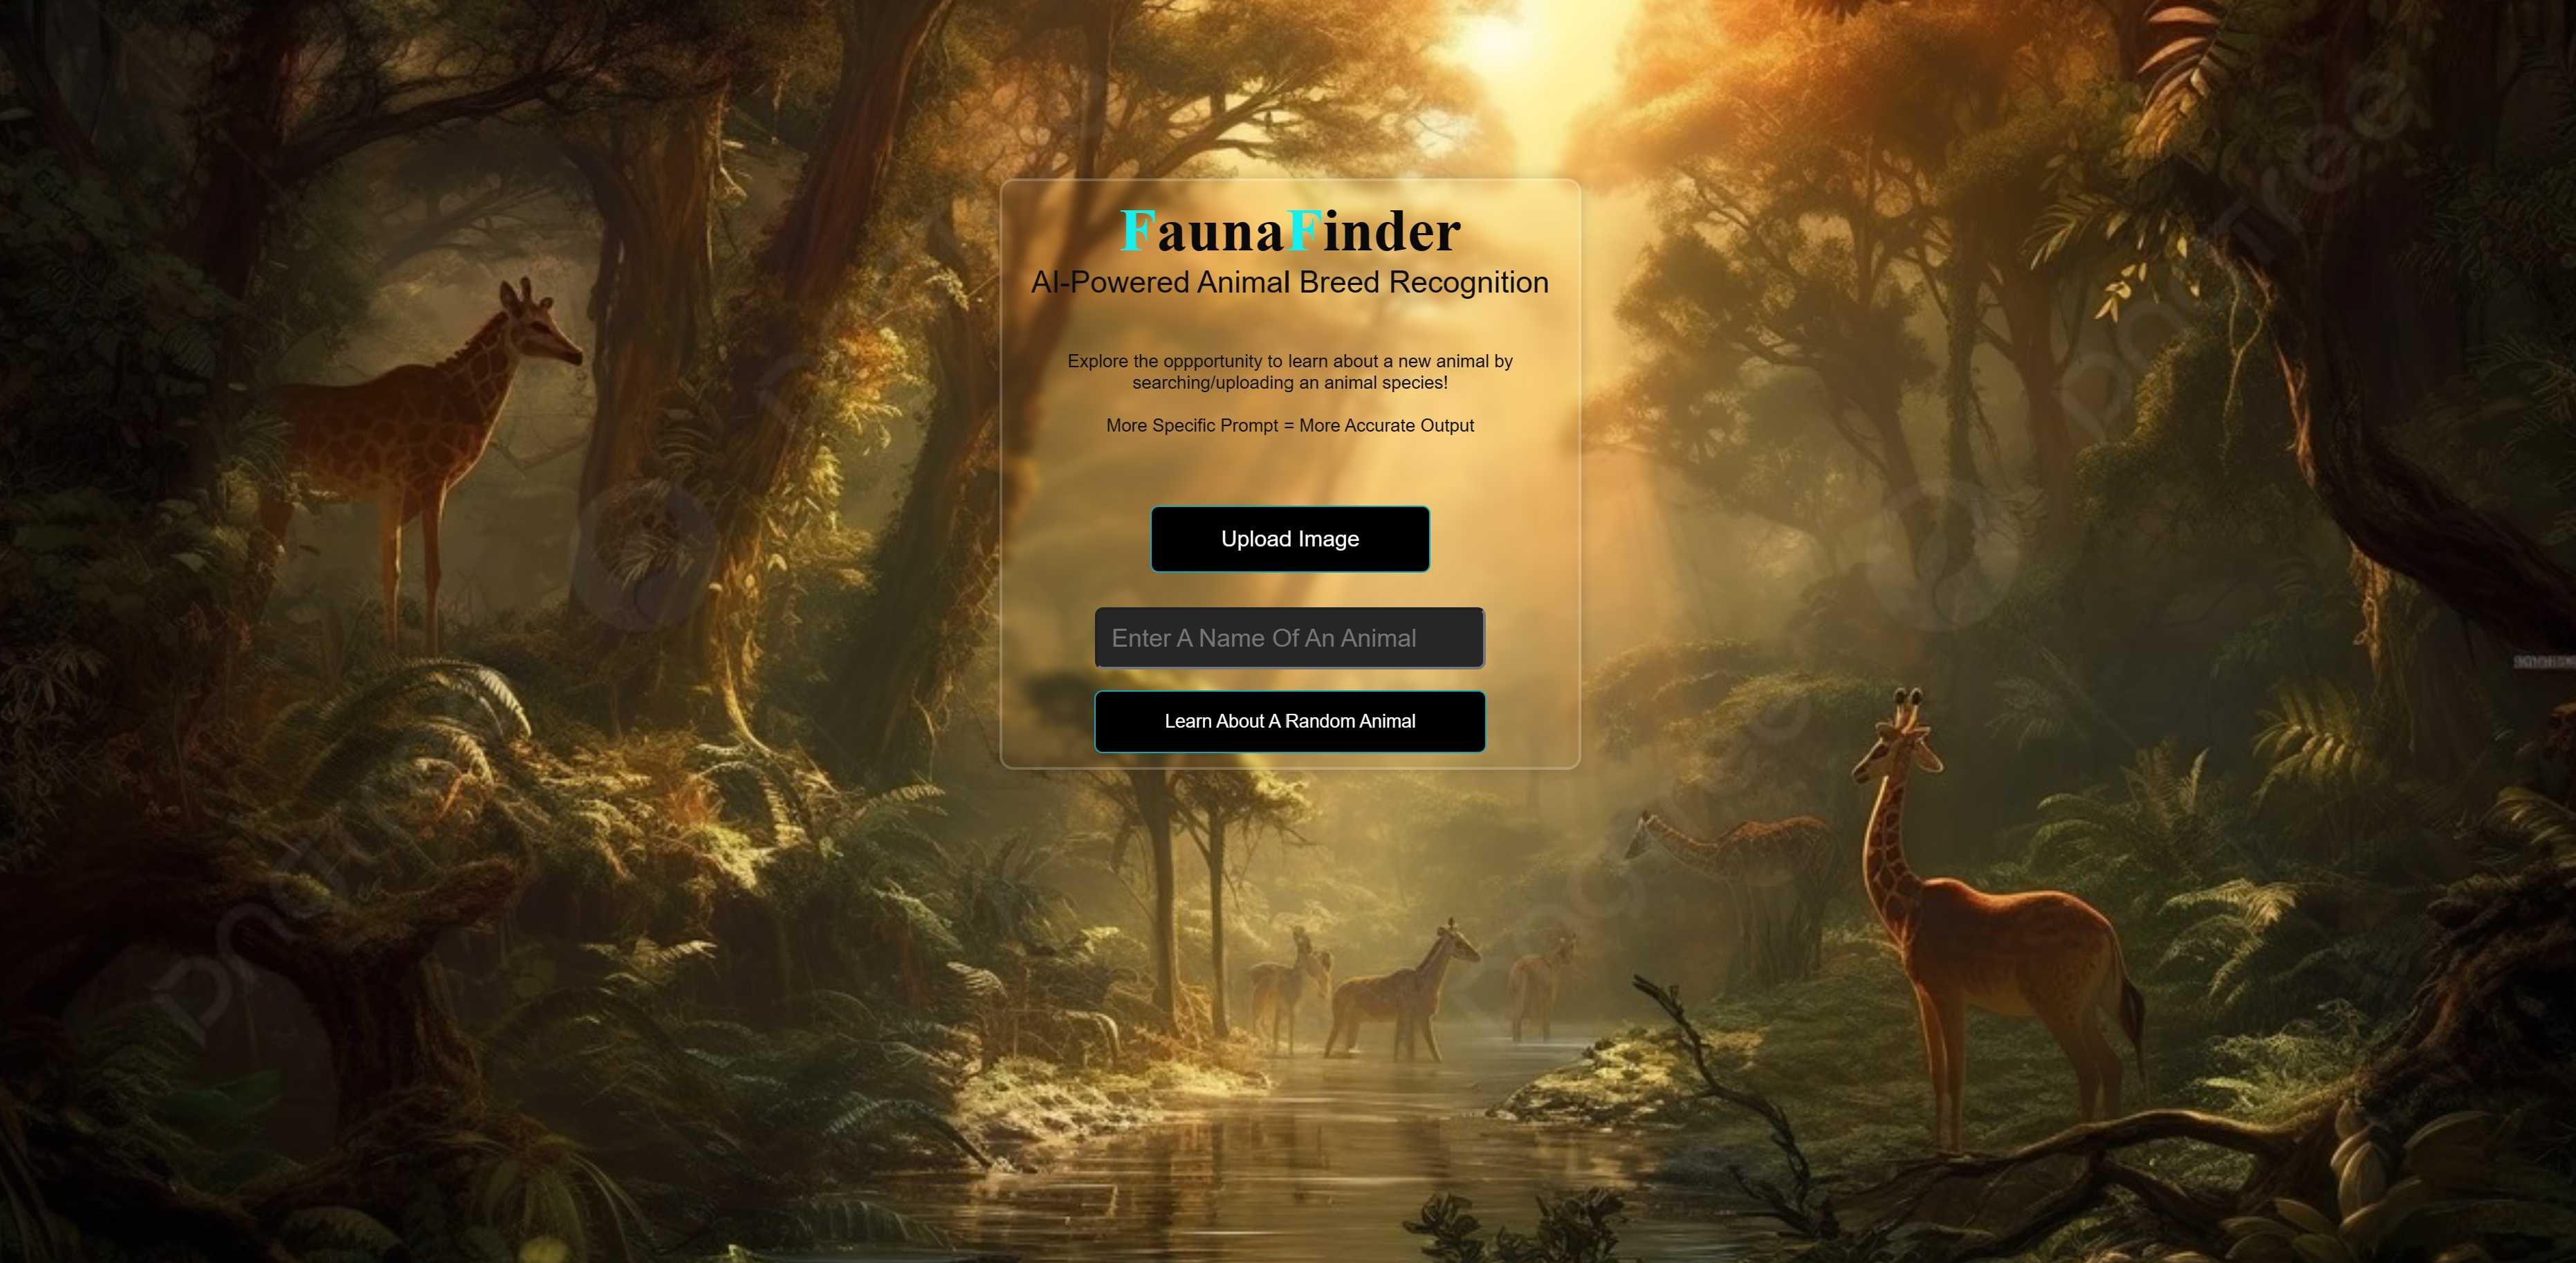 FaunaFinder
AI-Powered Animal Breed Recognition
Explore the oppportunity to learn about a new animal by
searching/uploading an animal species!
More Specific Prompt = More Accurate Output
Upload Image
Enter A Name Of An Animal
Learn About A Random Animal
pngtree